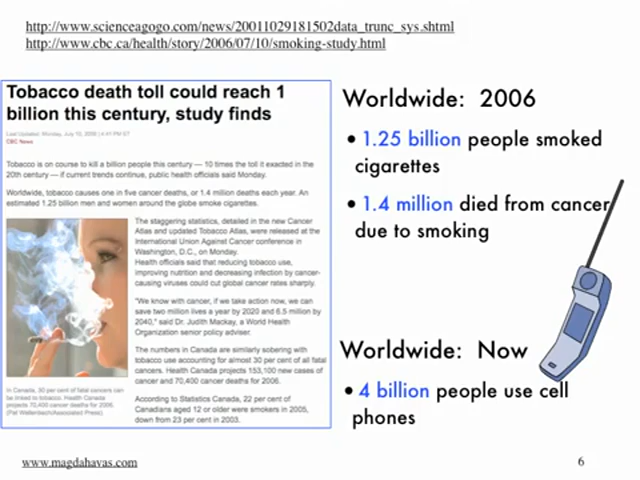 http://www.scienceagogo.com/news/20011029181502data_trunc_sys.shtml
http://www.cbc.ca/health/story/2006/07/10/smoking-study.html
Tobacco death toll could reach 1
billion this century, study finds
Last Updated: Monday, July 10, 2006 | 4:41 PM ET
CBC News
Tobacco is on course to kill a billion people this century — 10 times the toll it exacted in the
20th century — if current trends continue, public health officials said Monday.
Worldwide, tobacco causes one in five cancer deaths, or 1.4 million deaths each year. An
estimated 1.25 billion men and women around the globe smoke cigarettes.
The staggering statistics, detailed in the new Cancer
Atlas and updated Tobacco Atlas, were released at the
International Union Against Cancer conference in
Washington, D.C., on Monday.
Health officials said that reducing tobacco use,
improving nutrition and decreasing infection by cancer-
causing viruses could cut global cancer rates sharply.
"We know with cancer, if we take action now, we can
save two million lives a year by 2020 and 6.5 million by
2040," said Dr. Judith Mackay, a World Health
Organization senior policy adviser.
The numbers in Canada are similarly sobering with
tobacco use accounting for almost 30 per cent of all fatal
cancers. Health Canada projects 153,100 new cases of
cancer and 70,400 cancer deaths for 2006.
According to Statistics Canada, 22 per cent of
Canadians aged 12 or older were smokers in 2005,
down from 23 per cent in 2003.
In Canada, 30 per cent of fatal cancers can
be linked to tobacco. Health Canada
projects 70,400 cancer deaths for 2006.
(Pat Wellenbach/Associated Press)
Worldwide: 2006
• 1.25 billion people smoked
cigarettes
• 1.4 million died from cancer
due to smoking
Worldwide: Now
• 4 billion people use cell
phones
www.magdahavas.com
6